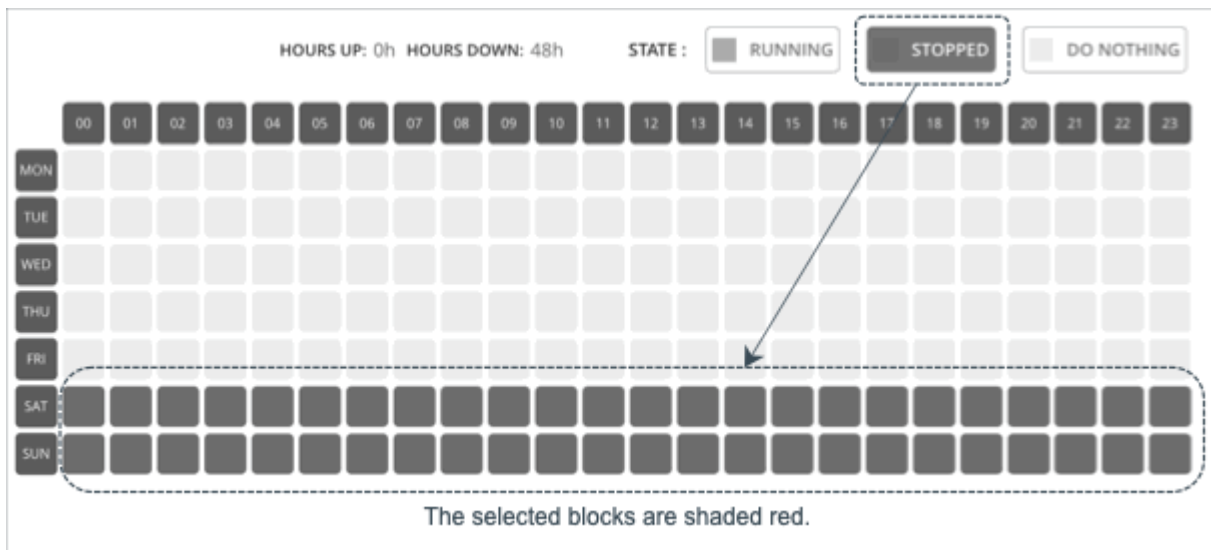 HOURS UP: 0h HOURS DOWN: 48h STATE : RUNNING STOPPED DO NOTHING
00 01 02 03 04 05 06 07 08 09 10 11 12 13 14 15 16 17 18 19 20 21 22 23
MON
TUE
WED
THU
FRI
SAT
SUN
The selected blocks are shaded red.